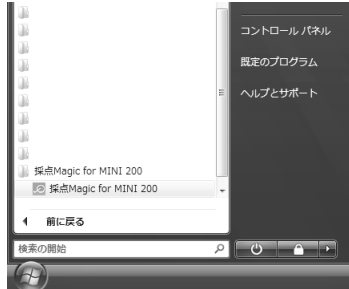 コントロール パネル
既定のプログラム
ヘルプとサポート
採点Magic for MINI 200
採点Magic for MINI 200
前に戻る
検索の開始